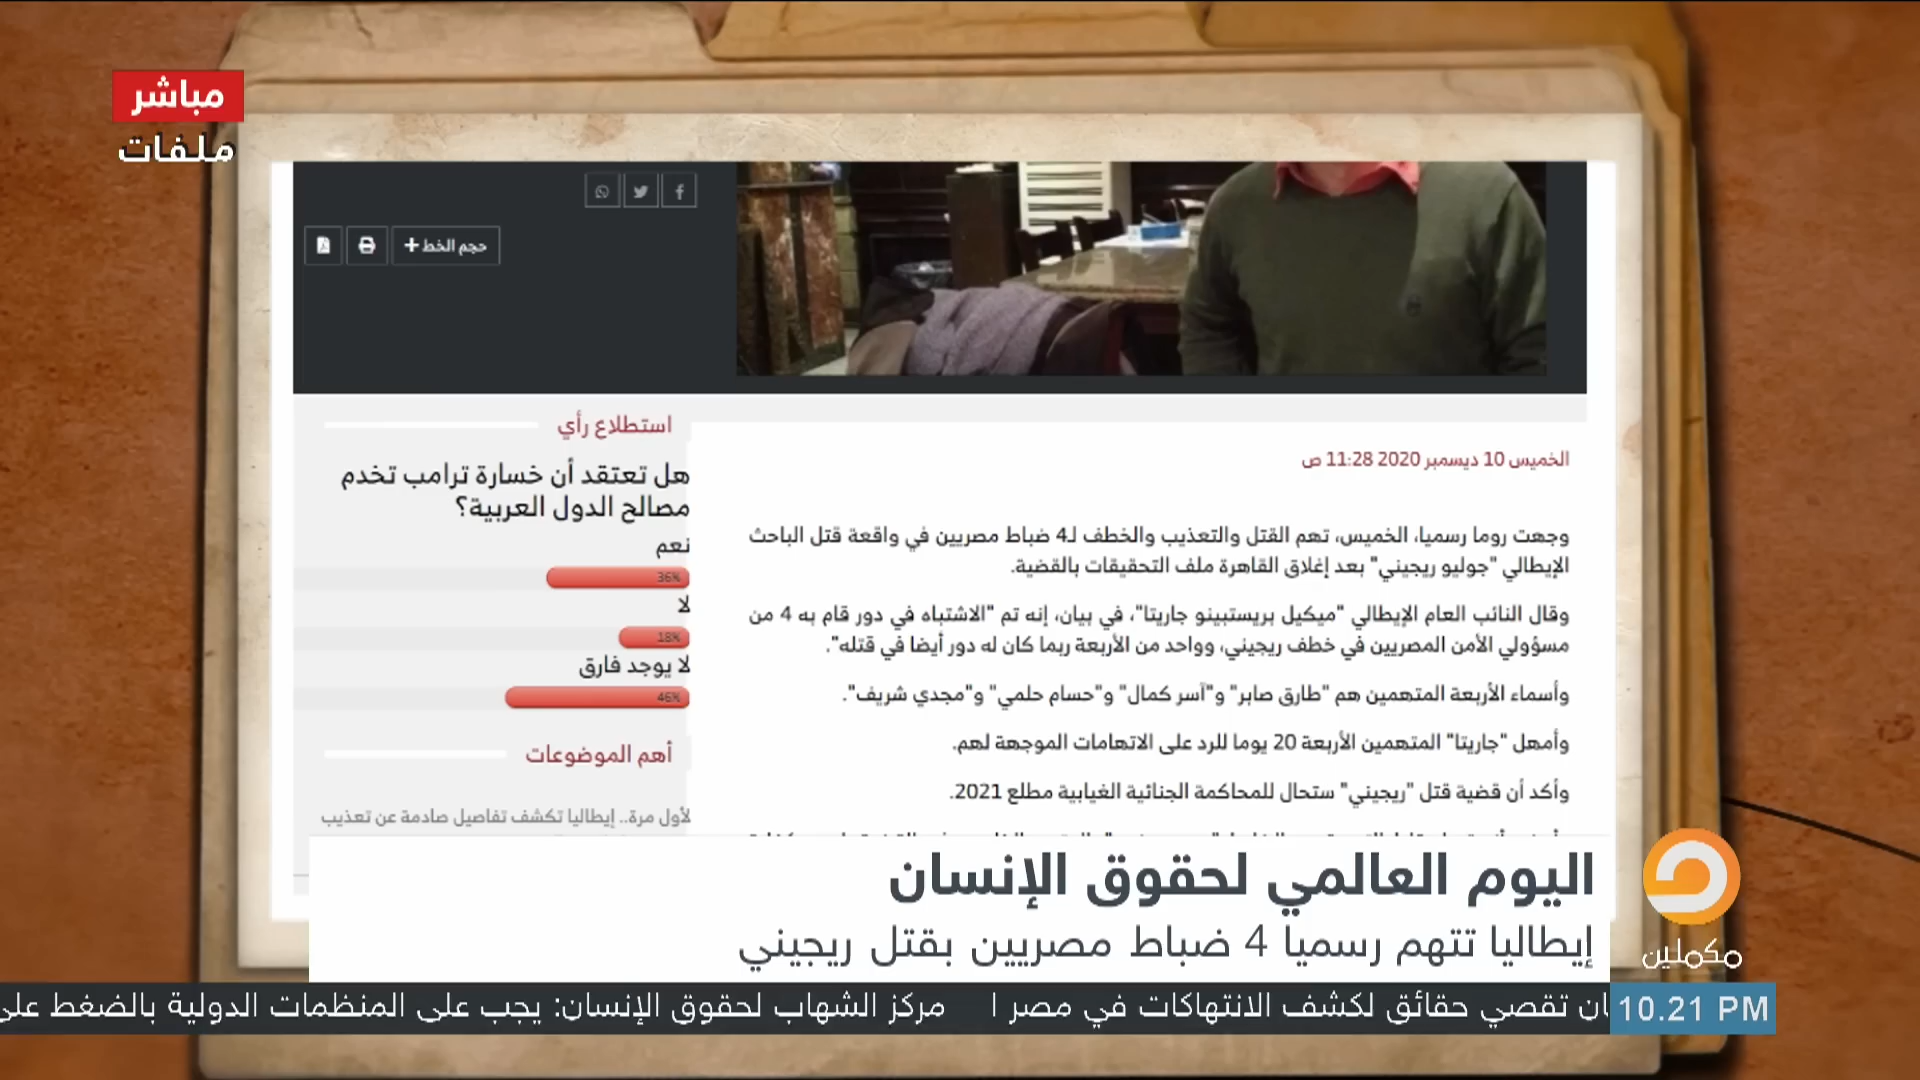 مباشر
ملفات
حجم الخط +
الخميس 10 ديسمبر 2020 11:28 ص
وجهت روما رسميا، الخميس، تهم القتل والتعذيب والخطف لـ4 ضباط مصريين في واقعة قتل الباحث
الإيطالي "جوليو ريجيني" بعد إغلاق القاهرة ملف التحقيقات بالقضية.
وقال النائب العام الإيطالي "ميكيل بريستبينو جاريتا"، في بيان، إنه تم "الاشتباه في دور قام به 4 من
مسؤولي الأمن المصريين في خطف ريجيني، وواحد من الأربعة ربما كان له دور أيضا في قتله".
وأسماء الأربعة المتهمين هم "طارق صابر" و"آسر كمال" و"حسام حلمي" و"مجدي شريف".
وأمهل "جاريتا" المتهمين الأربعة 20 يوما للرد على الاتهامات الموجهة لهم.
وأكد أن قضية قتل "ريجيني" ستحال للمحاكمة الجنائية الغيابية مطلع 2021.
استطلاع رأي
هل تعتقد أن خسارة ترامب تخدم
مصالح الدول العربية؟
نعم
36%
لا
18%
لا يوجد فارق
46%
أهم الموضوعات
لأول مرة.. إيطاليا تكشف تفاصيل صادمة عن تعذيب
اليوم العالمي لحقوق الإنسان
إيطاليا تتهم رسميا 4 ضباط مصريين بقتل ريجيني
مكملين
10.21 PM
ان تقصي حقائق لكشف الانتهاكات في مصر ا مركز الشهاب لحقوق الإنسان: يجب على المنظمات الدولية بالضغط على